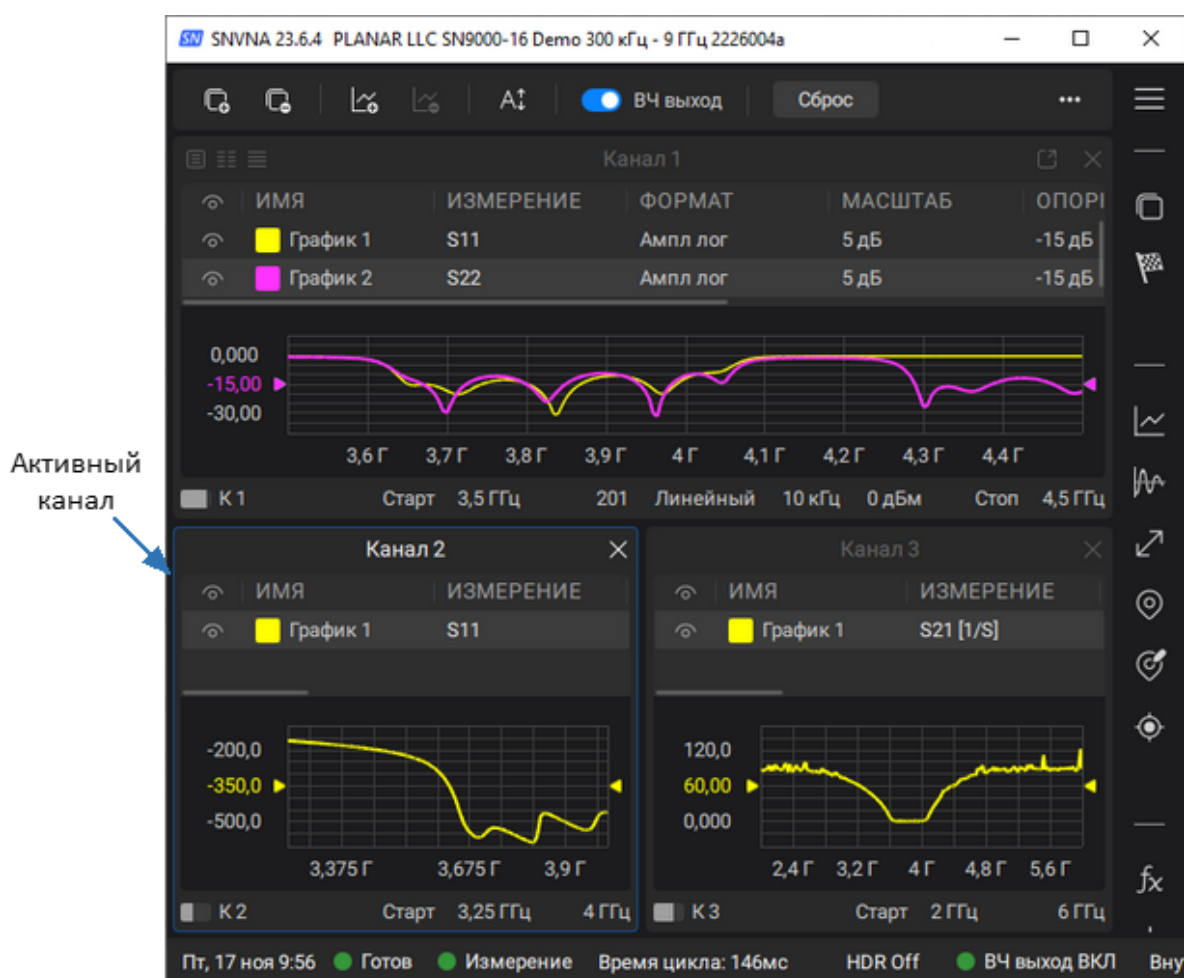 SN SNVNA 23.6.4 PLANAR LLC SN9000-16 Demo 300 кГц - 9 ГГц 2226004a
A ВЧ выход Сброс
Канал 1
ИМЯ ИЗМЕРЕНИЕ ФОРМАТ МАСШТАБ ОПОРІ
График 1 S11 Ампл лог 5 дБ -15 дБ
График 2 S22 Ампл лог 5 дБ -15 дБ
0,000
-15,00
-30,00
3,6 Г 3,7 Г 3,8 Г 3,9 Г 4 Г 4,1 Г 4,2 Г 4,3 Г 4,4 Г
К 1 Старт 3,5 ГГц 201 Линейный 10 кГц 0 дБм Стоп 4,5 ГГц
Активный
канал
Канал 2
ИМЯ ИЗМЕРЕНИЕ
График 1 S11
-200,0
-350,0
-500,0
3,375 Г 3,675 Г 3,9 Г
К 2 Старт 3,25 ГГц 4 ГГц
Канал 3
ИМЯ ИЗМЕРЕНИЕ
График 1 S21 [1/S]
120,0
60,00
0,000
2,4 Г 3,2 Г 4 Г 4,8 Г 5,6 Г
К 3 Старт 2 ГГц 6 ГГц
fx
Пт, 17 ноя 9:56 Готов Измерение Время цикла: 146мс HDR Off ВЧ выход ВКЛ Вну